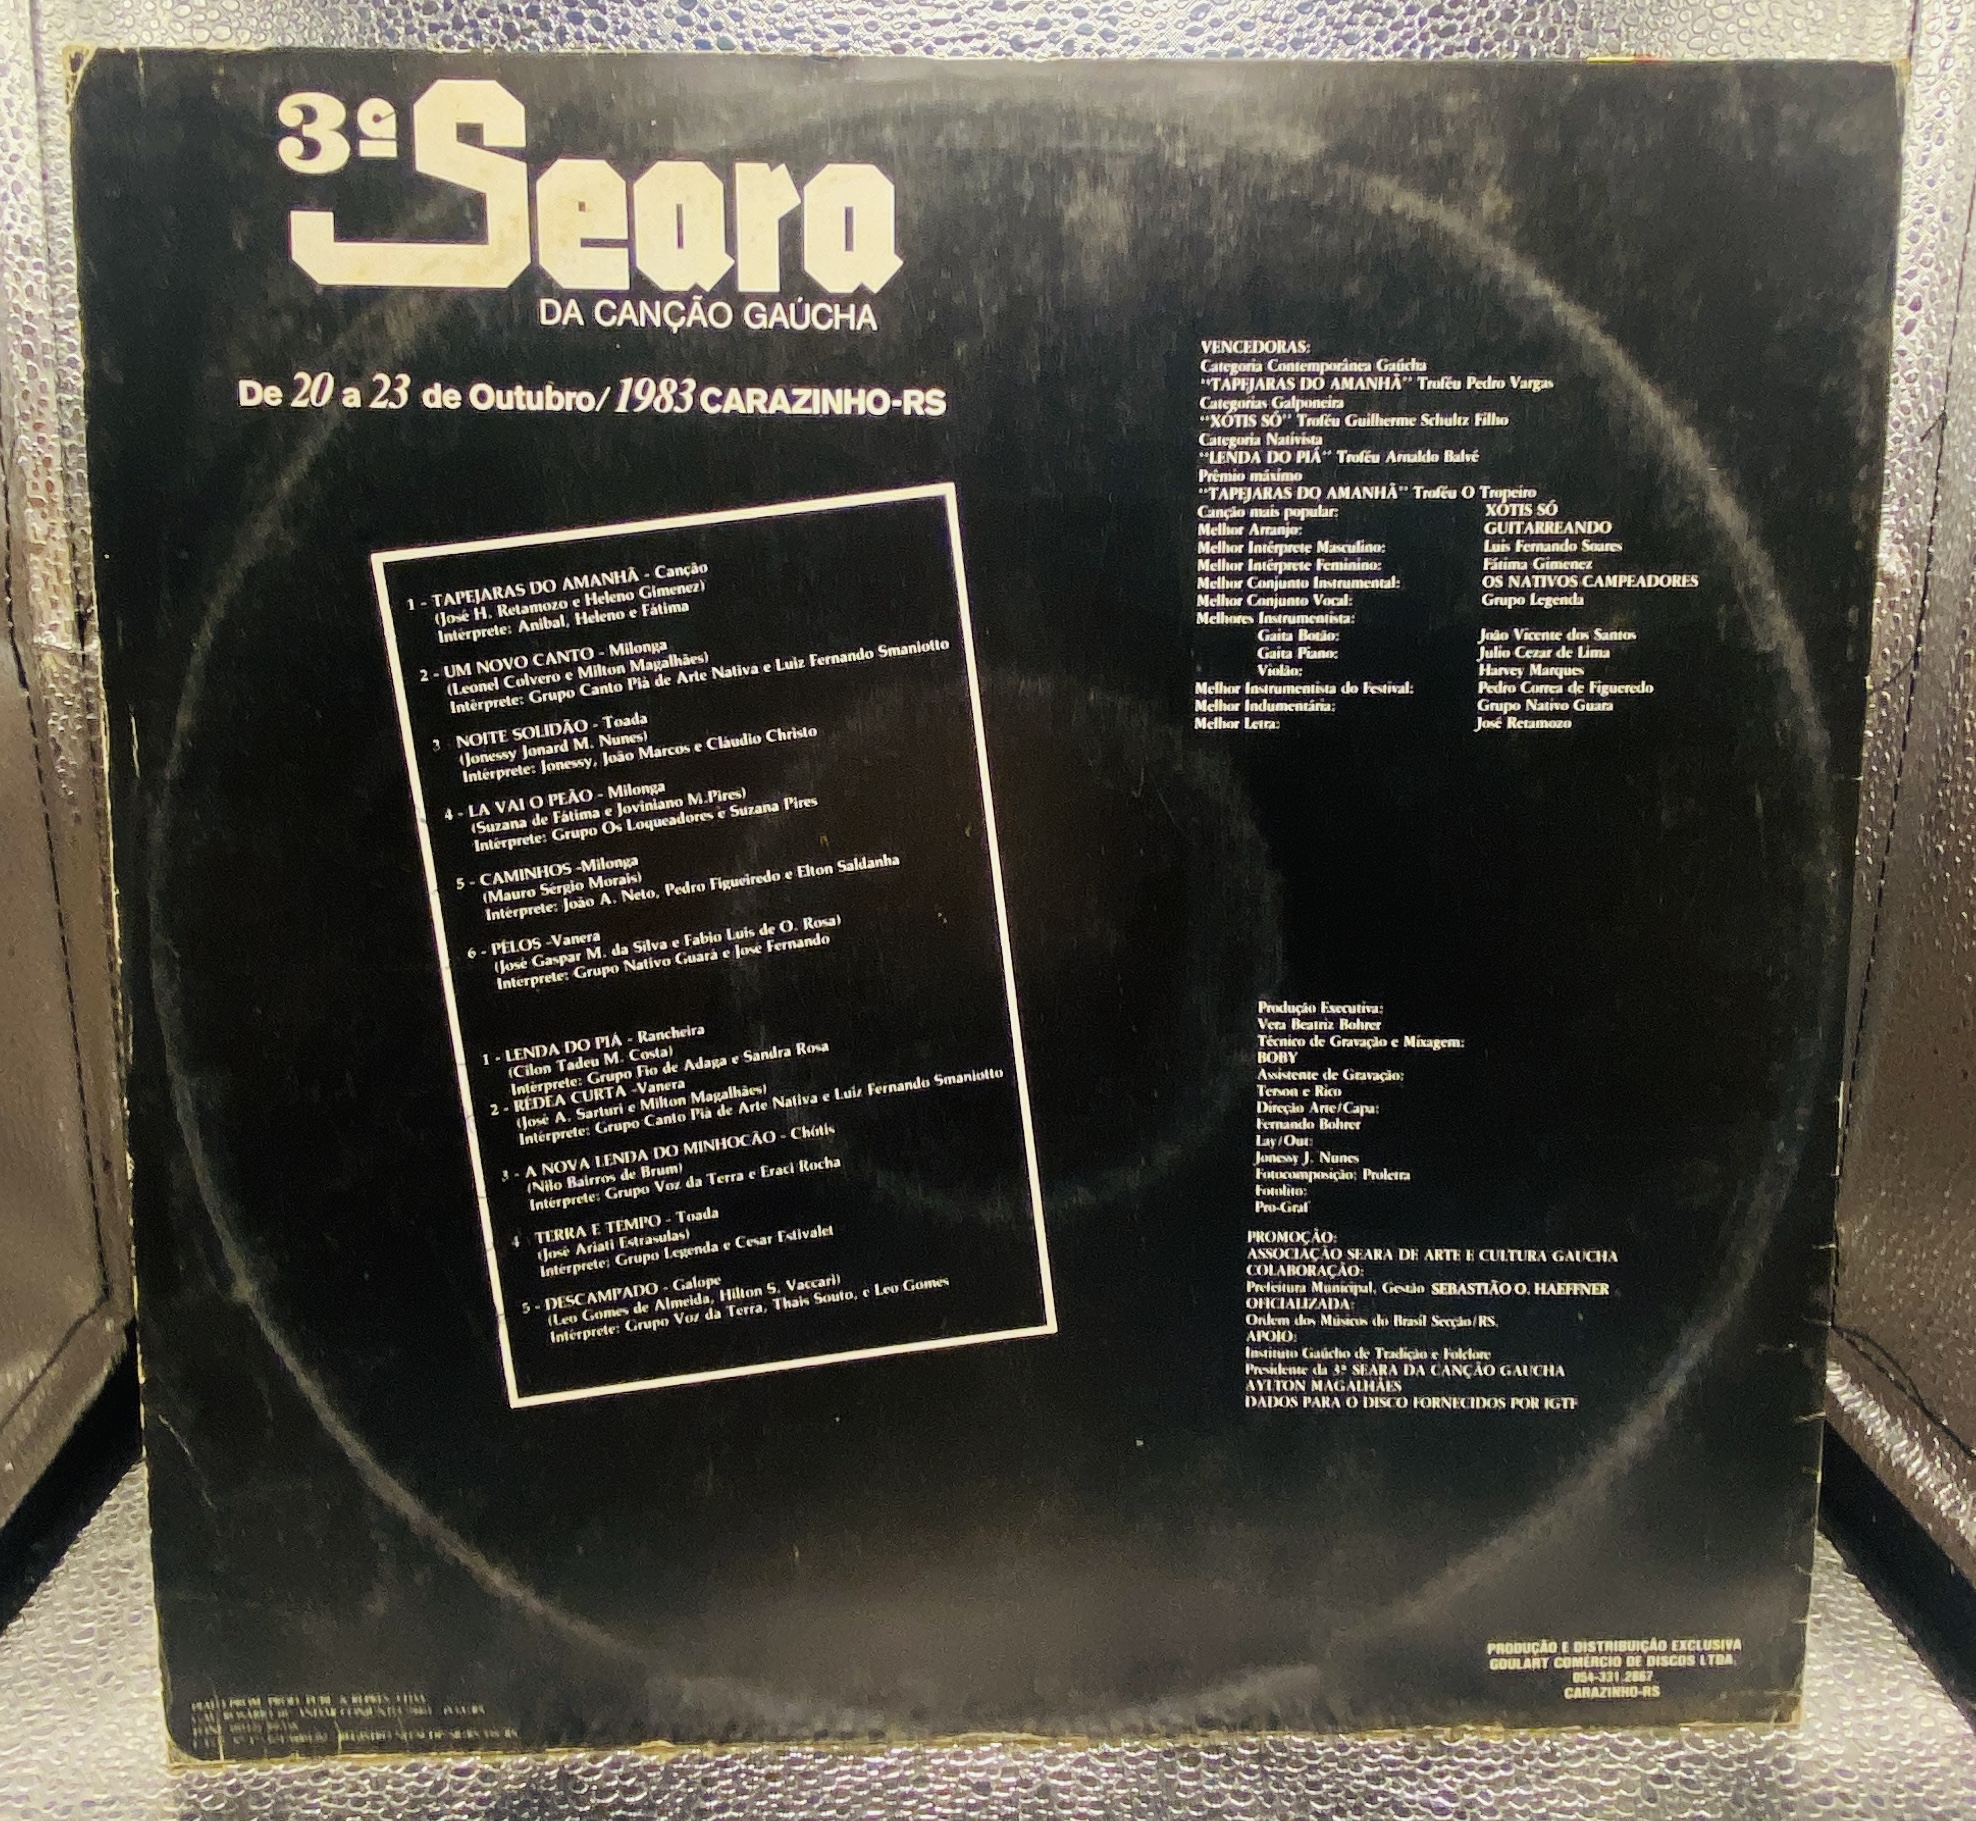 3ª Seara
DA CANÇÃO GAÚCHA
De 20 a 23 de Outubro/1983 CARAZINHO-RS
1 - TAPEJARAS DO AMANHÃ - Canção
(José H. Retamozo e Heleno Gimenez)
Intérprete: Anibal, Heleno e Fátima
2 - UM NOVO CANTO - Milonga
(Leonel Colvero e Milton Magalhães)
Intérprete: Grupo Canto Piá de Arte Nativa e Luiz Fernando Smaniotto
3 NOITE SOLIDÃO - Toada
(Jonessy Jonard M. Nunes)
Intérprete: Jonessy, João Marcos e Cláudio Christo
4 - LA VAI O PEÃO - Milonga
(Suzana de Fátima e Joviniano M.Pires)
Intérprete: Grupo Os Loqueadores e Suzana Pires
5 - CAMINHOS -Milonga
(Mauro Sérgio Morais)
Intérprete: João A. Neto, Pedro Figueiredo e Elton Saldanha
6 - PÊLOS -Vanera
(José Gaspar M. da Silva e Fabio Luis de O. Rosa)
Interprete: Grupo Nativo Guará e José Fernando
1 - LENDA DO PIÁ - Rancheira
(Cilon Tadeu M. Costa)
Intérprete: Grupo Fio de Adaga e Sandra Rosa
2 - RÉDEA CURTA -Vanera
(José A. Sarturi e Milton Magalhães)
Intérprete: Grupo Canto Piá de Arte Nativa e Luiz Fernando Smaniotto
3 - A NOVA LENDA DO MINHOCÃO - Chótis
(Nilo Bairros de Brum)
Intérprete: Grupo Voz da Terra e Eraci Rocha
4 TERRA E TEMPO - Toada
(José Ariati Estrasulas)
Intérprete: Grupo Legenda e Cesar Estivalet
5 - DESCAMPADO - Galope
(Leo Gomes de Almeida, Hilton S. Vaccari)
Intérprete: Grupo Voz da Terra, Thais Souto, e Leo Gomes
VENCEDORAS:
Categoria Contemporânea Gaúcha
"TAPEJARAS DO AMANHÃ" Troféu Pedro Vargas
Categorias Galponeira
"XÓTIS SÓ" Troféu Guilherme Schultz Filho
Categoria Nativista
"LENDA DO PIÁ" Troféu Arnaldo Balvé
Prêmio máximo
"TAPEJARAS DO AMANHÃ" Troféu O Tropeiro
Canção mais popular: XÓTIS SÓ
Melhor Arranjo: GUITARREANDO
Melhor Intérprete Masculino: Luis Fernando Soares
Melhor Intérprete Feminino: Fátima Gimenez
Melhor Conjunto Instrumental: OS NATIVOS CAMPEADORES
Melhor Conjunto Vocal: Grupo Legenda
Melhores Instrumentista:
Gaita Botão: João Vicente dos Santos
Gaita Piano: Julio Cezar de Lima
Violão: Harvey Marques
Melhor Instrumentista do Festival: Pedro Correa de Figueredo
Melhor Indumentária: Grupo Nativo Guara
Melhor Letra: José Retamozo
Produção Executiva:
Vera Beatriz Bohrer
Técnico de Gravação e Mixagem:
BOBY
Assistente de Gravação:
Terson e Rico
Direção Arte/Capa:
Fernando Bohrer
Lay/Out:
Jonessy J. Nunes
Fotocomposição: Proletra
Fotolito:
Pro-Graf
PROMOÇÃO:
ASSOCIAÇÃO SEARA DE ARTE E CULTURA GAUCHA
COLABORAÇÃO:
Prefeitura Municipal, Gestão SEBASTIÃO O. HAEFFNER
OFICIALIZADA:
Ordem dos Músicos do Brasil Secção/RS.
APOIO:
Instituto Gaúcho de Tradição e Folclore
Presidente da 3ª SEARA DA CANÇÃO GAUCHA
AYLTON MAGALHÃES
DADOS PARA O DISCO FORNECIDOS POR IGTF
PRODUÇÃO E DISTRIBUIÇÃO EXCLUSIVA
GOULART COMÉRCIO DE DISCOS LTDA.
054-331.2867
CARAZINHO-RS